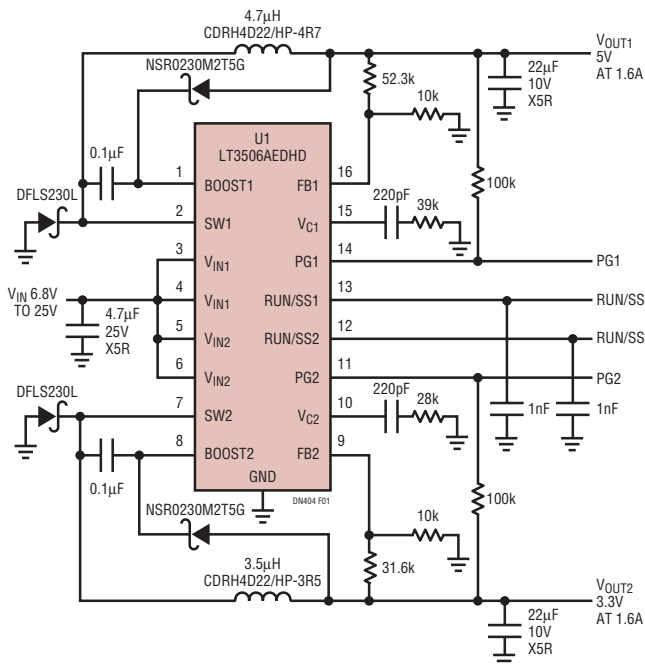 4.7µH
CDRH4D22/HP-4R7
NSR0230M2T5G
52.3k
10k
22µF
10V
X5R
V_OUT1
5V
AT 1.6A
0.1µF
U1
LT3506AEDHD
100k
DFLS230L
1 BOOST1
FB1 16
2 SW1
V_C1 15
220pF
39k
3 V_IN1
PG1 14
PG1
V_IN 6.8V
TO 25V
4.7µF
25V
X5R
4 V_IN1
RUN/SS1 13
RUN/SS
5 V_IN2
RUN/SS2 12
RUN/SS
6 V_IN2
PG2 11
PG2
DFLS230L
7 SW2
V_C2 10
220pF
28k
1nF
1nF
8 BOOST2
FB2 9
GND
0.1µF
DN404 F01
NSR0230M2T5G
100k
10k
31.6k
3.5µH
CDRH4D22/HP-3R5
22µF
10V
X5R
V_OUT2
3.3V
AT 1.6A